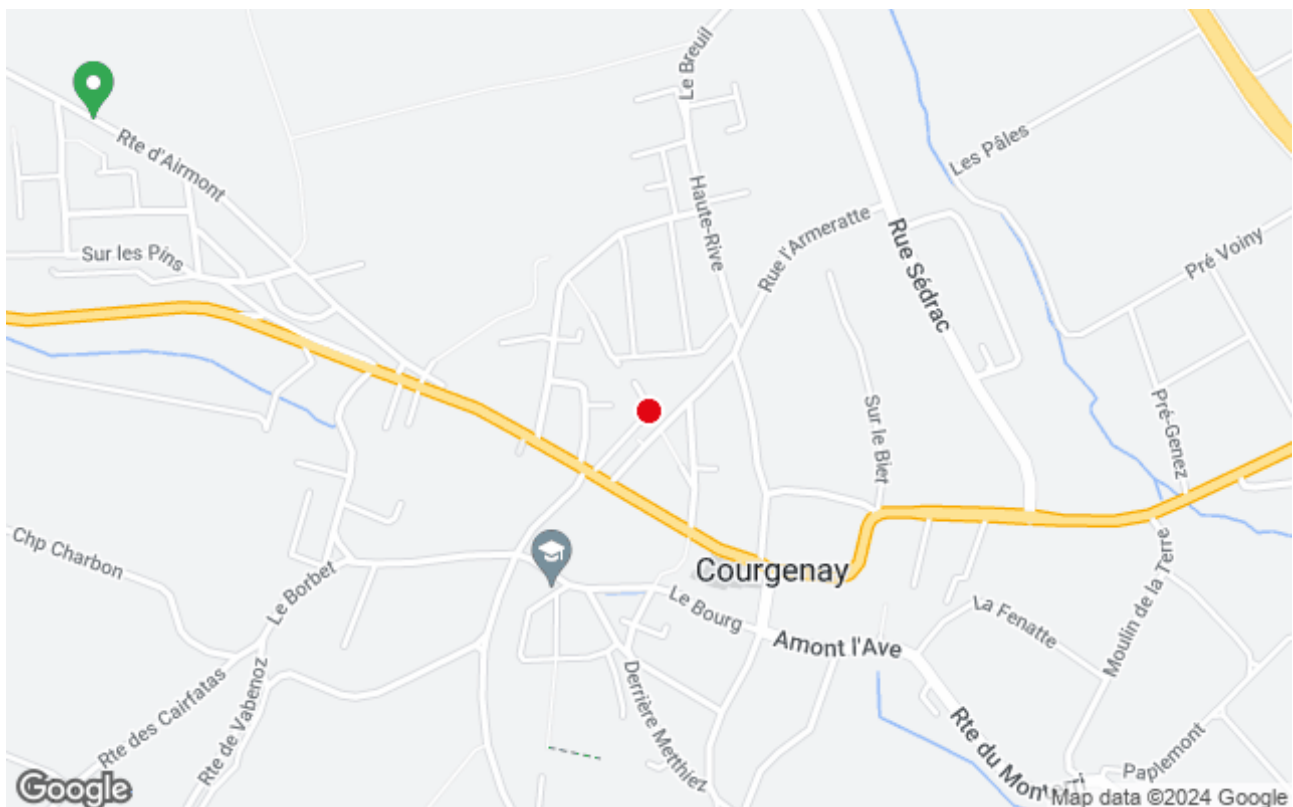 Le Breuil
Rte d'Airmont
Les Pâles
Haute-Rive
Rue l'Armeratte
Sur les Pins
Rue Sédrac
Pré Voiny
Sur le Biet
Pré-Genez
Chp Charbon
Courgenay
Le Borbet
Le Bourg
La Fenatte
Moulin de la Terre
Amont l'Ave
Rte des Cairfatas
Rte de Vabenoz
Derrière Metthiez
Rte du Mont
Paplemont
Google
Map data ©2024 Google